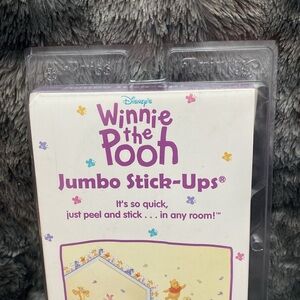 Disney's
Winnie
the
Pooh
Jumbo Stick-Ups®
It's so quick,
just peel and stick . . . in any room!™